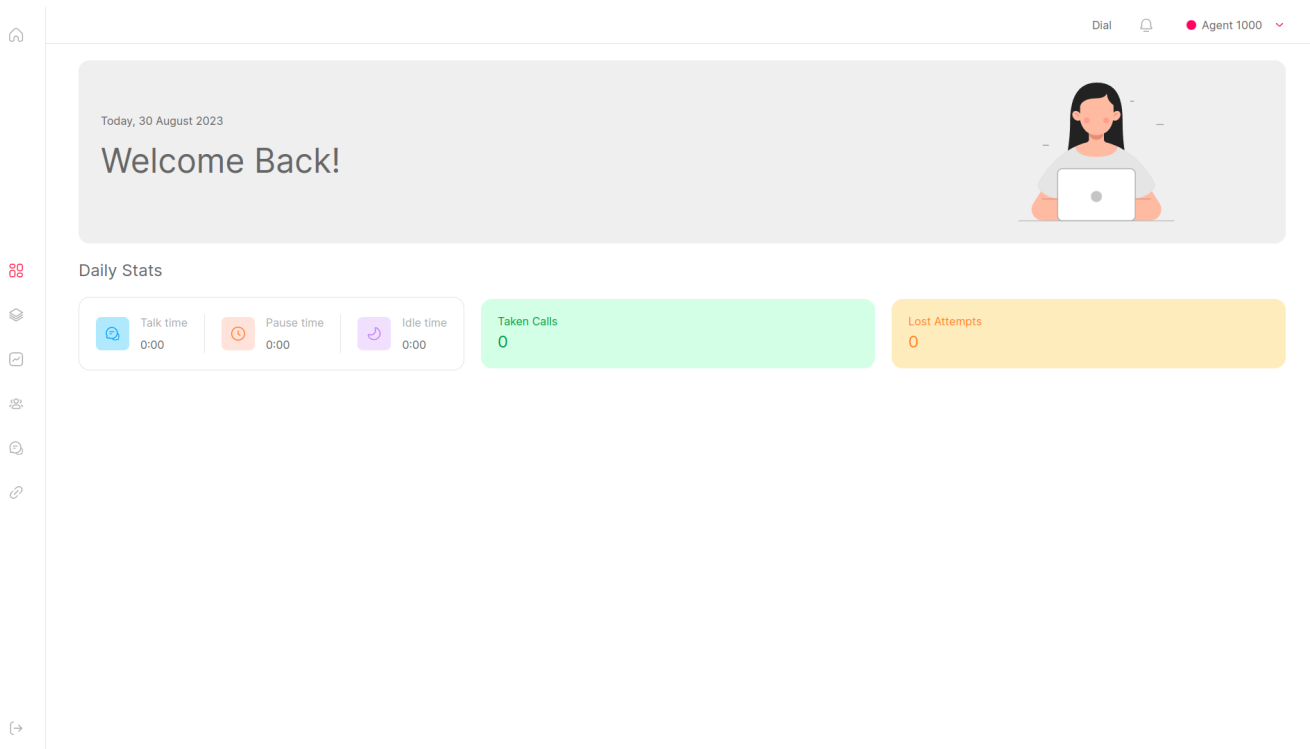 Dial
Agent 1000
Today, 30 August 2023
Welcome Back!
Daily Stats
Talk time
0:00
Pause time
0:00
Idle time
0:00
Taken Calls
0
Lost Attempts
0